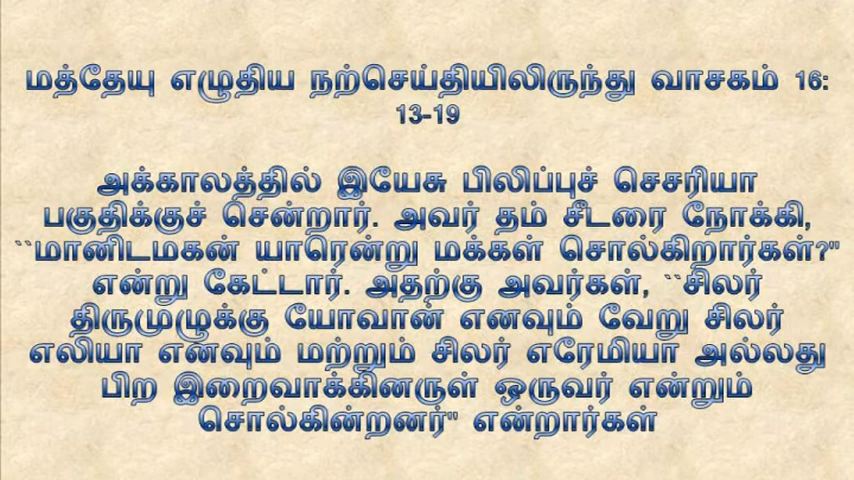 மத்தேயு எழுதிய நற்செய்தியிலிருந்து வாசகம் 16:
13-19
அக்காலத்தில் இயேசு பிலிப்புச் செசரியா
பகுதிக்குச் சென்றார். அவர் தம் சீடரை நோக்கி,
``மானிடமகன் யாரென்று மக்கள் சொல்கிறார்கள்?"
என்று கேட்டார். அதற்கு அவர்கள், ``சிலர்
திருமுழுக்கு யோவான் எனவும் வேறு சிலர்
எலியா எனவும் மற்றும் சிலர் எரேமியா அல்லது
பிற இறைவாக்கினருள் ஒருவர் என்றும்
சொல்கின்றனர்" என்றார்கள்